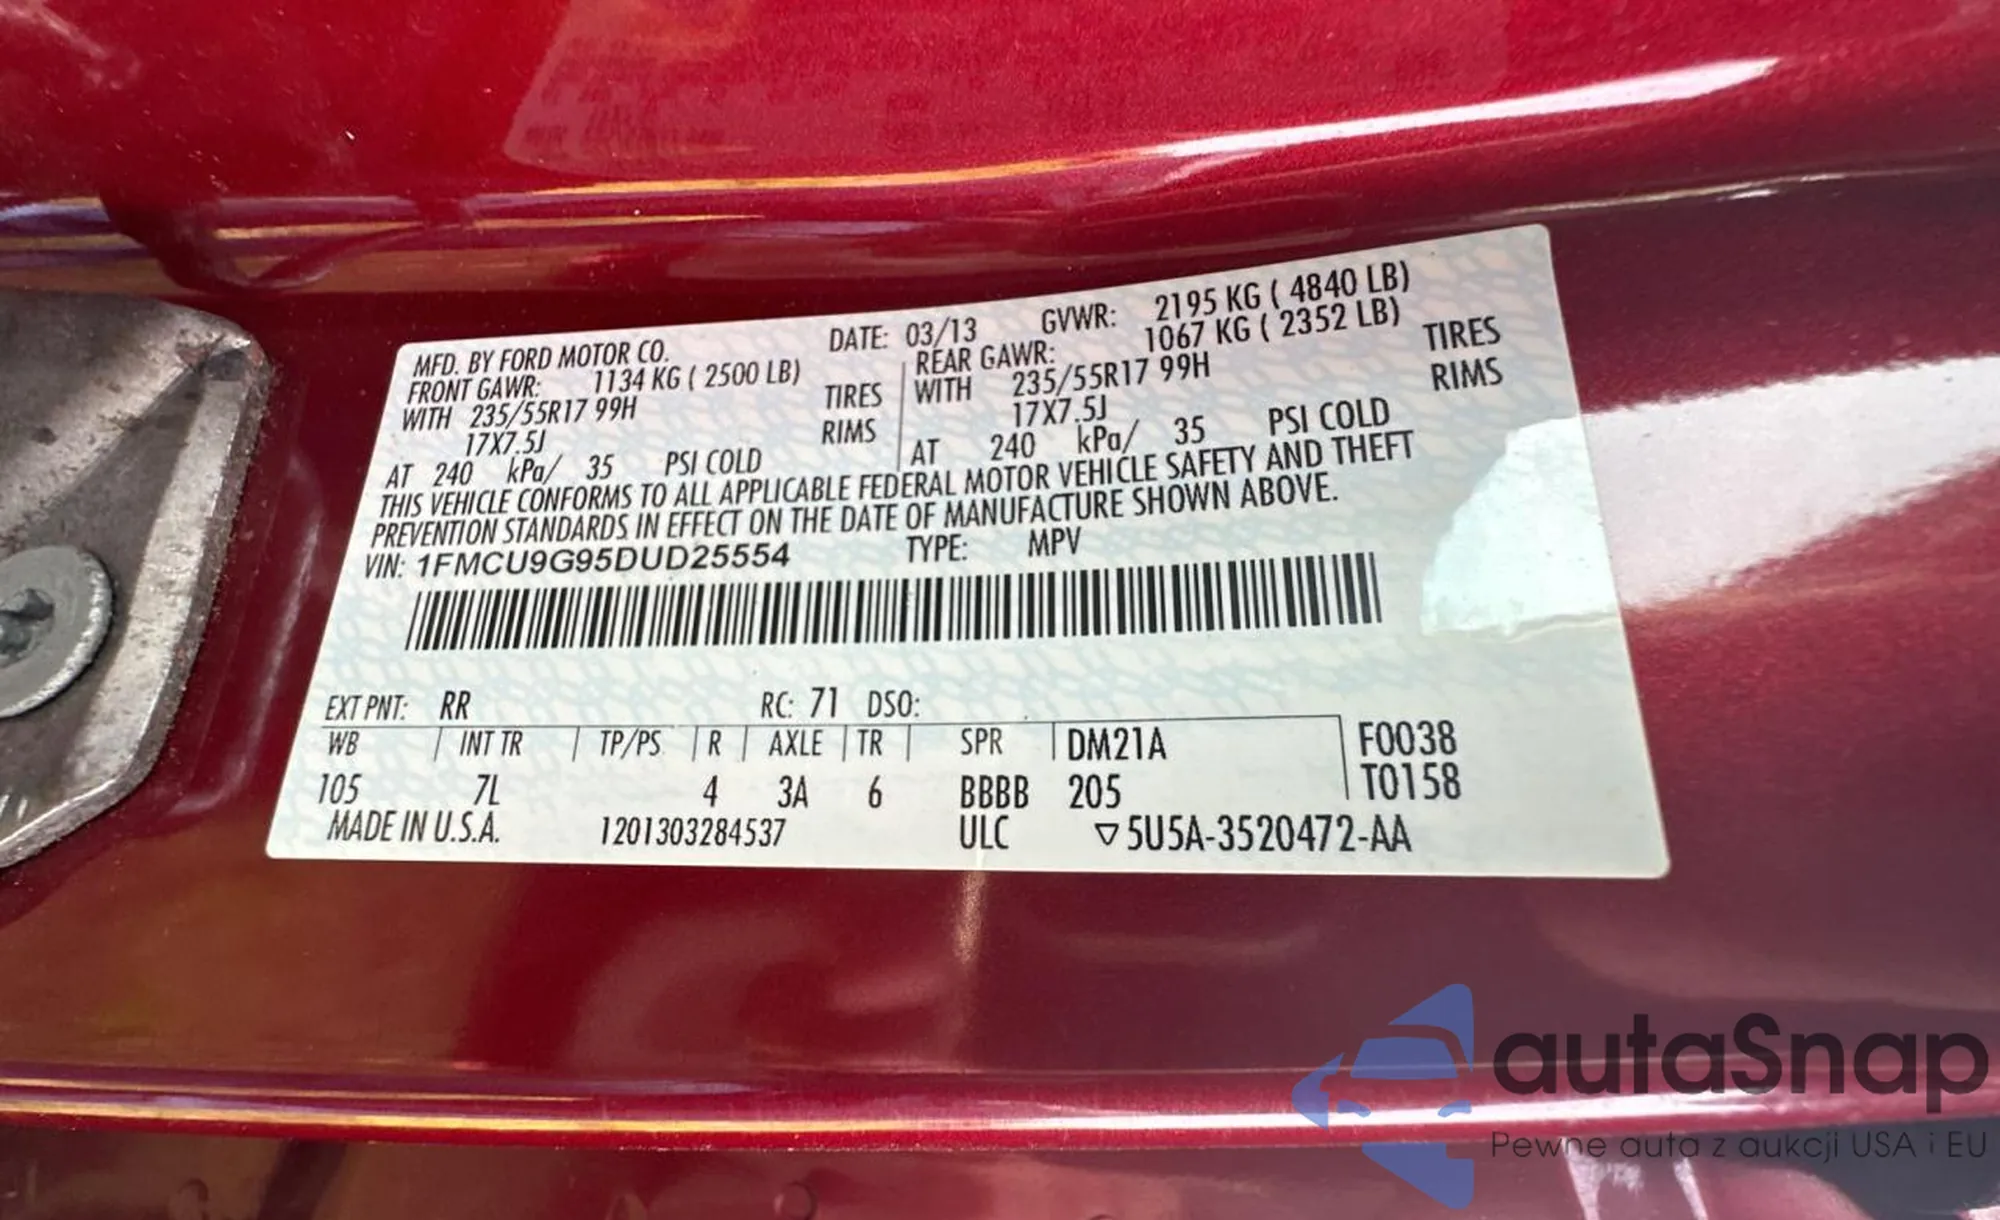 MFD. BY FORD MOTOR CO. DATE: 03/13 GVWR: 2195 KG ( 4840 LB)
FRONT GAWR: 1134 KG ( 2500 LB) REAR GAWR: 1067 KG ( 2352 LB)
WITH 235/55R17 99H TIRES WITH 235/55R17 99H TIRES
17X7.5J RIMS 17X7.5J RIMS
AT 240 kPa/ 35 PSI COLD AT 240 kPa/ 35 PSI COLD
THIS VEHICLE CONFORMS TO ALL APPLICABLE FEDERAL MOTOR VEHICLE SAFETY AND THEFT
PREVENTION STANDARDS IN EFFECT ON THE DATE OF MANUFACTURE SHOWN ABOVE.
VIN: 1FMCU9G95DUD25554 TYPE: MPV
EXT PNT: RR RC: 71 DSO:
WB | INT TR | TP/PS | R | AXLE | TR | SPR | DM21A F0038
105 7L 4 3A 6 BBBB 205 T0158
MADE IN U.S.A. 1201303284537 ULC ▽5U5A-3520472-AA
autaSnap
Pewne auta z aukcji USA i EU